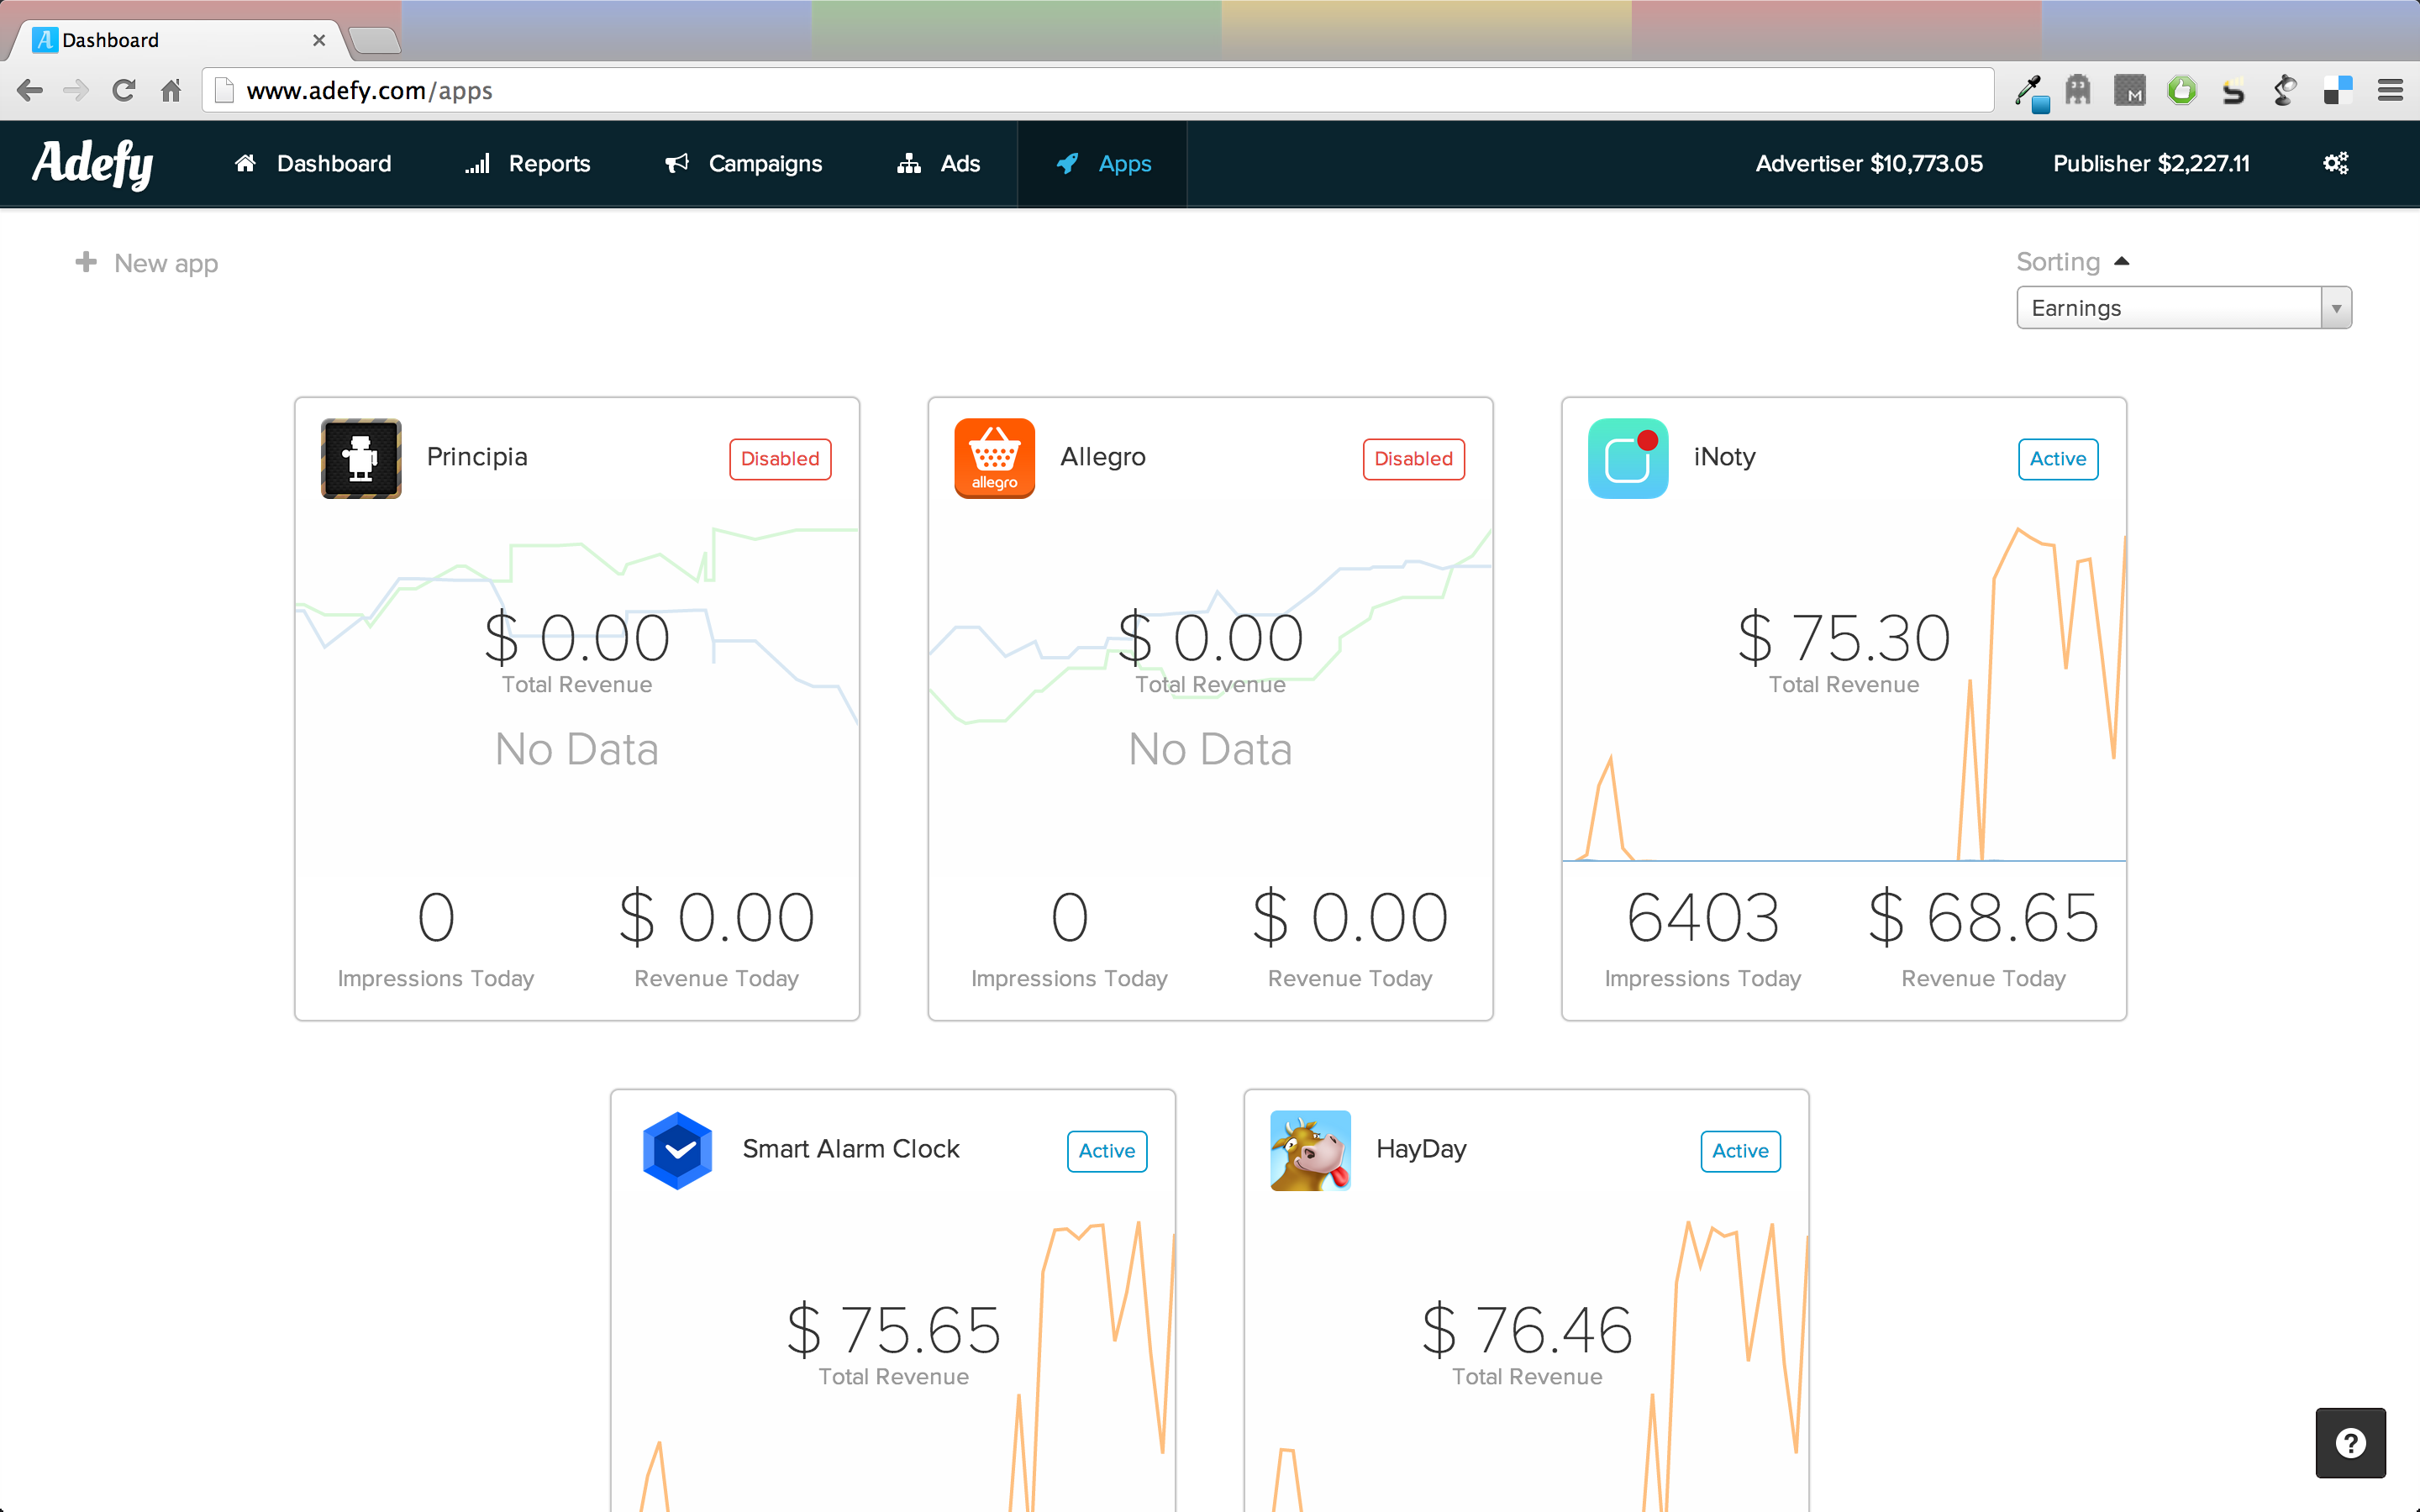 Dashboard
www.adefy.com/apps
M
Adefy
Dashboard
Reports
Campaigns
Ads
Apps
Advertiser $10,773.05
Publisher $2,227.11
New app
Sorting
Earnings
Principia
Disabled
$ 0.00
Total Revenue
No Data
0
$ 0.00
Impressions Today
Revenue Today
allegro
Allegro
Disabled
$ 0.00
Total Revenue
No Data
0
$ 0.00
Impressions Today
Revenue Today
iNoty
Active
$ 75.30
Total Revenue
6403
$ 68.65
Impressions Today
Revenue Today
Smart Alarm Clock
Active
$ 75.65
Total Revenue
HayDay
Active
$ 76.46
Total Revenue
?